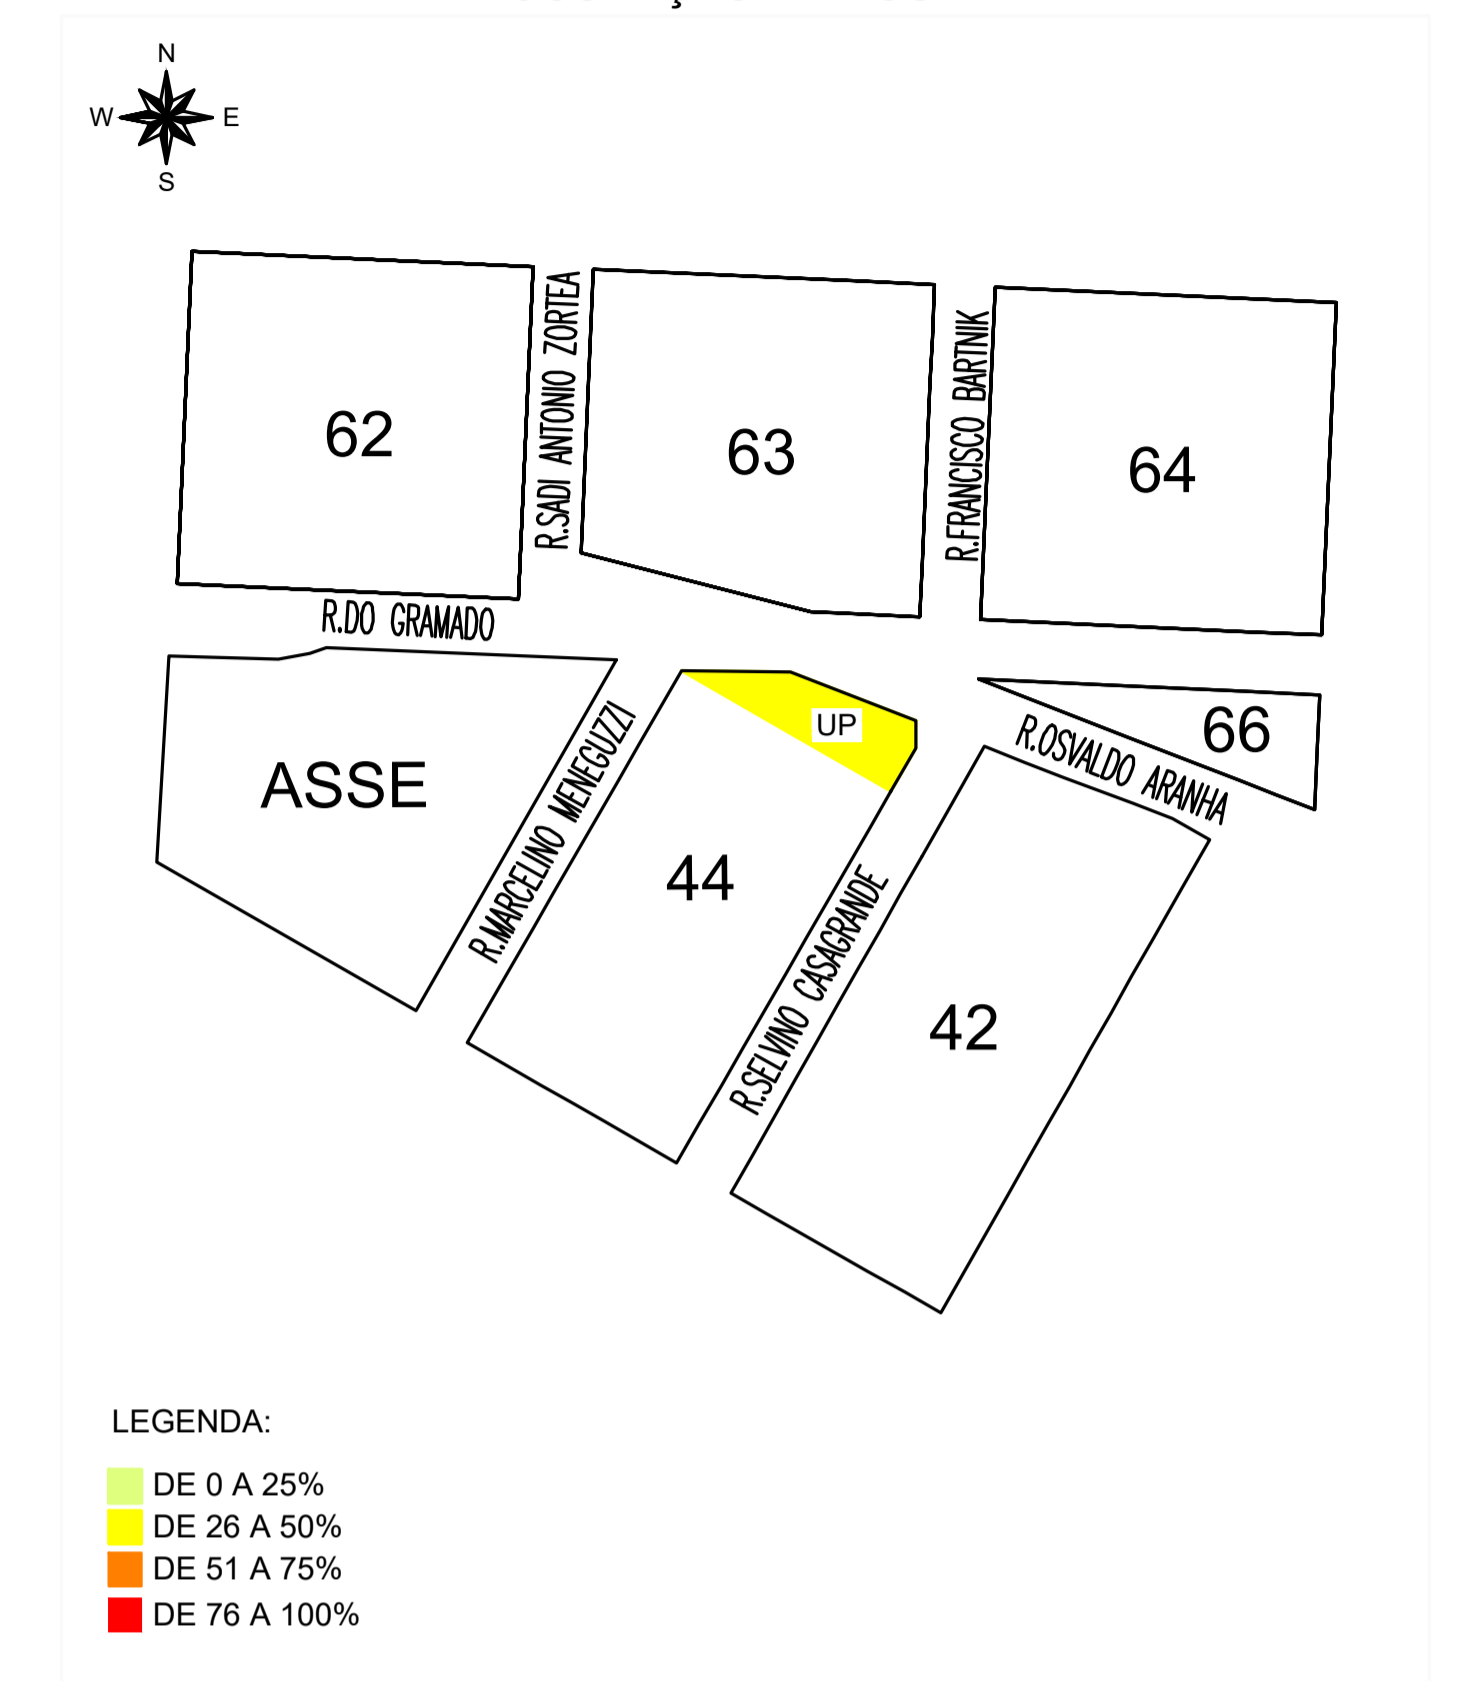 N
W E
S
62
R.SADI ANTONIO ZORTEA
63
R.FRANCISCO BARTNIK
64
R.DO GRAMADO
ASSE
R.MARCELINO MENEGUZZI
UP
44
R.SELVINO CASAGRANDE
66
R.OSVALDO ARANHA
42
LEGENDA:
DE 0 A 25%
DE 26 A 50%
DE 51 A 75%
DE 76 A 100%